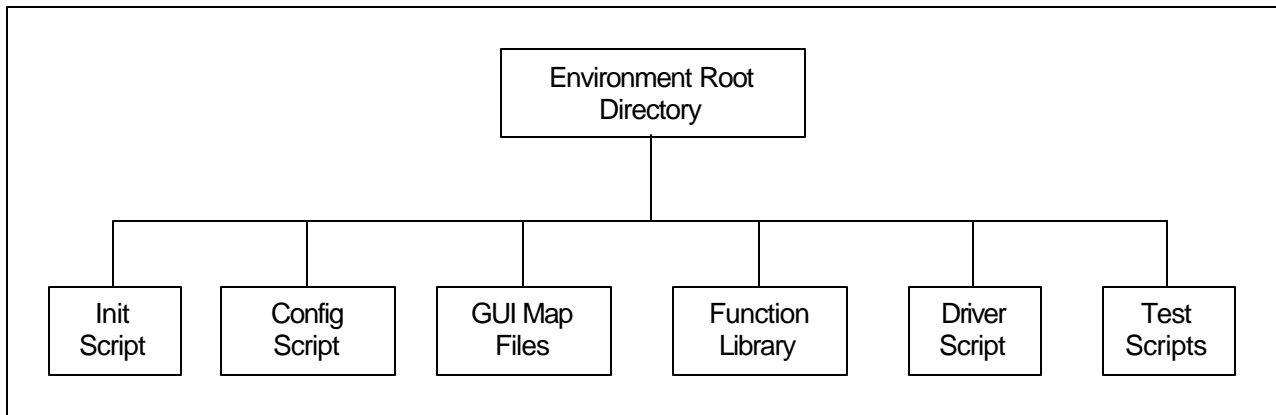 Environment Root
Directory
Init
Script
Config
Script
GUI Map
Files
Function
Library
Driver
Script
Test
Scripts